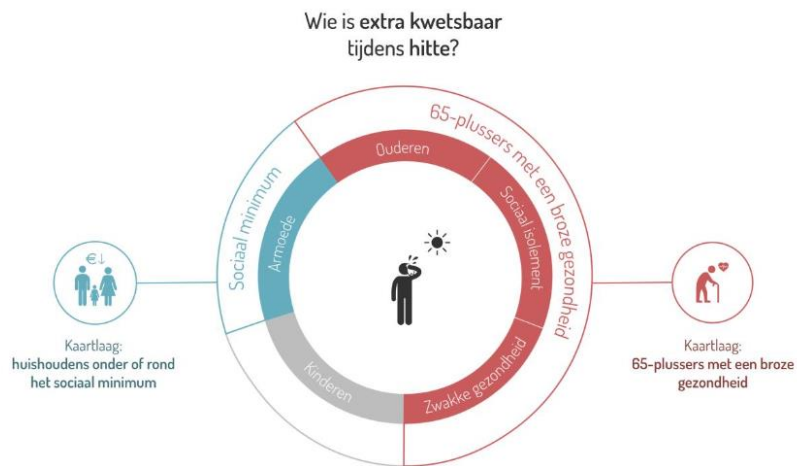 Wie is extra kwetsbaar
tijdens hitte?
65-plussers met een broze gezondheid
Sociaal minimum
Ouderen
Sociaal isolement
Armoede
Zwakke gezondheid
Kinderen
€↓
Kaartlaag:
huishoudens onder of rond
het sociaal minimum
Kaartlaag:
65-plussers met een broze
gezondheid